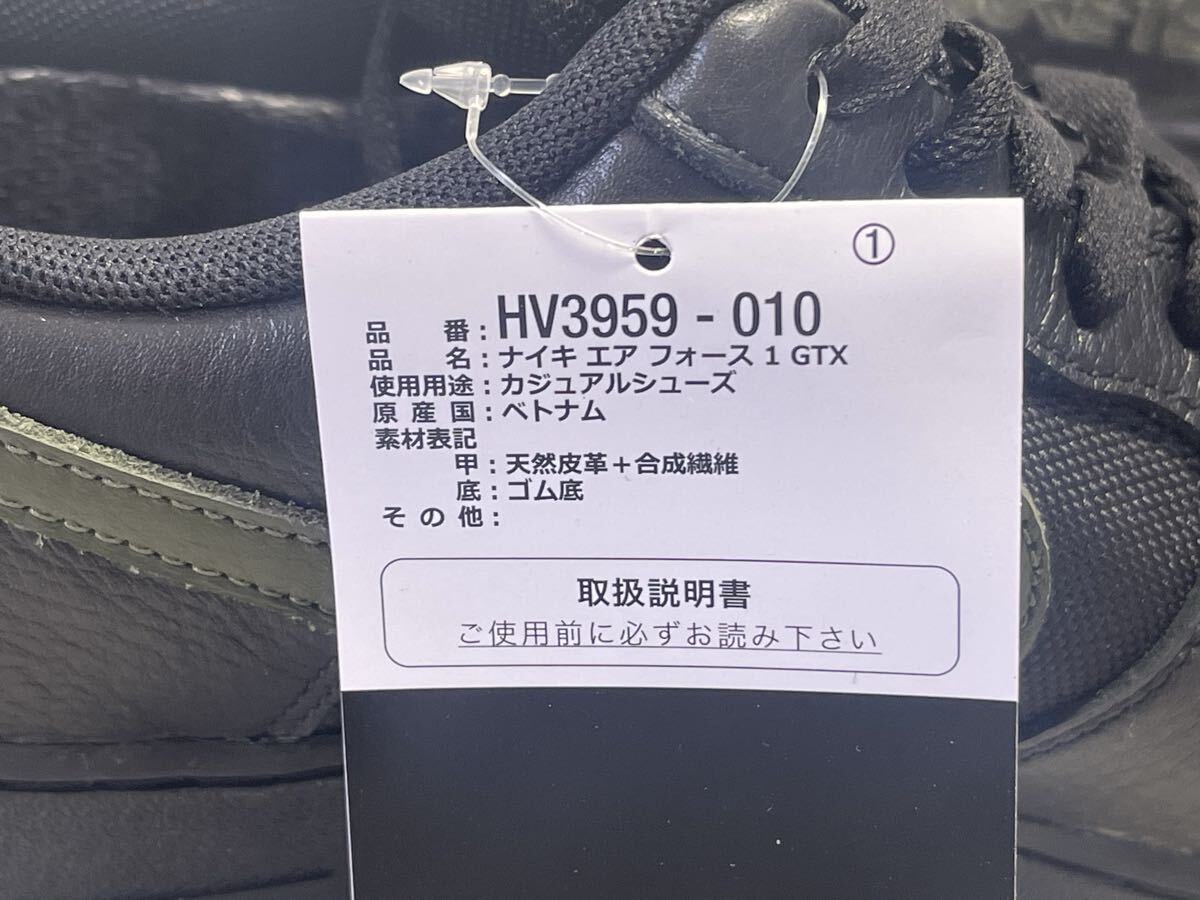 ①
品番：HV3959 - 010
品名：ナイキ エア フォース 1 GTX
使用用途：カジュアルシューズ
原産国：ベトナム
素材表記
甲：天然皮革＋合成繊維
底：ゴム底
その他：
取扱説明書
ご使用前に必ずお読み下さい